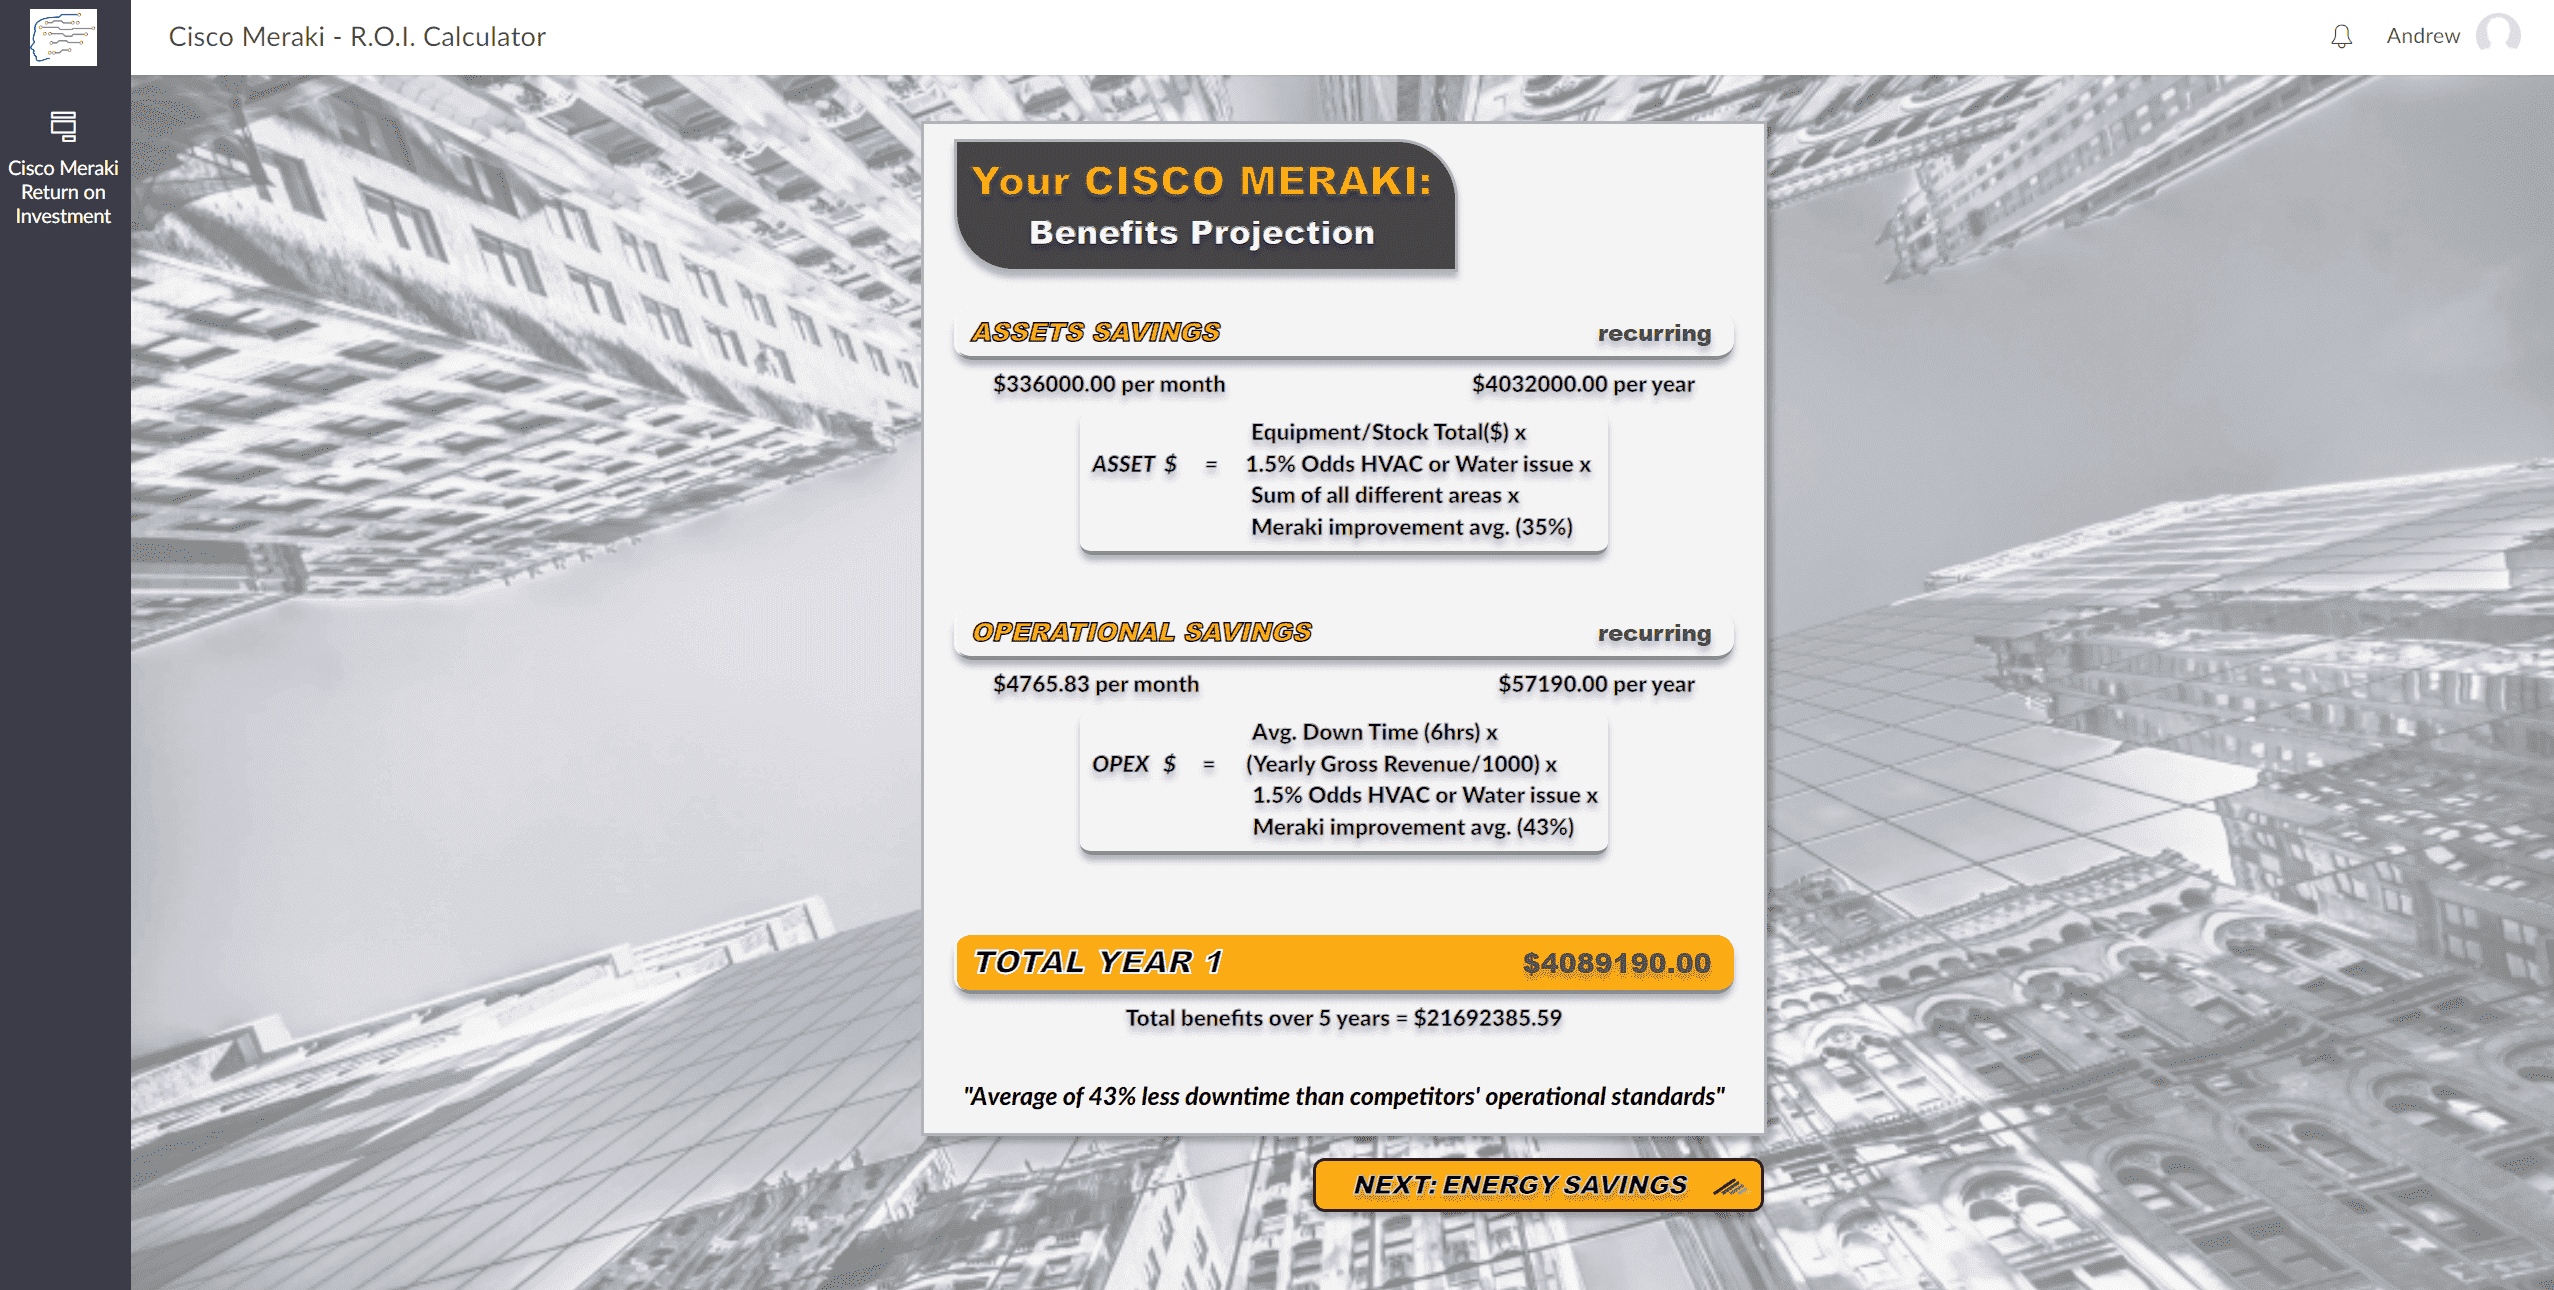 Cisco Meraki - R.O.I. Calculator
Andrew
Cisco Meraki
Return on
Investment
Your CISCO MERAKI:
Benefits Projection
ASSETS SAVINGS recurring
$336000.00 per month $4032000.00 per year
Equipment/Stock Total($) x
ASSET $ = 1.5% Odds HVAC or Water issue x
Sum of all different areas x
Meraki improvement avg. (35%)
OPERATIONAL SAVINGS recurring
$4765.83 per month $57190.00 per year
Avg. Down Time (6hrs) x
OPEX $ = (Yearly Gross Revenue/1000) x
1.5% Odds HVAC or Water issue x
Meraki improvement avg. (43%)
TOTAL YEAR 1 $4089190.00
Total benefits over 5 years = $21692385.59
"Average of 43% less downtime than competitors' operational standards"
NEXT: ENERGY SAVINGS